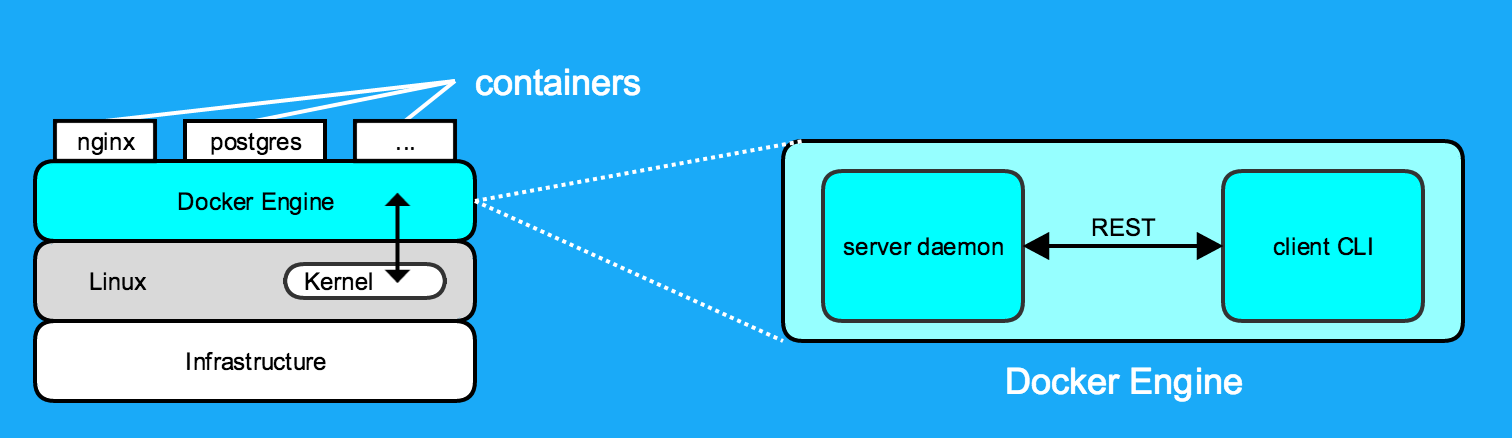 containers
nginx
postgres
...
Docker Engine
Linux
Kernel
Infrastructure
server daemon
REST
client CLI
Docker Engine